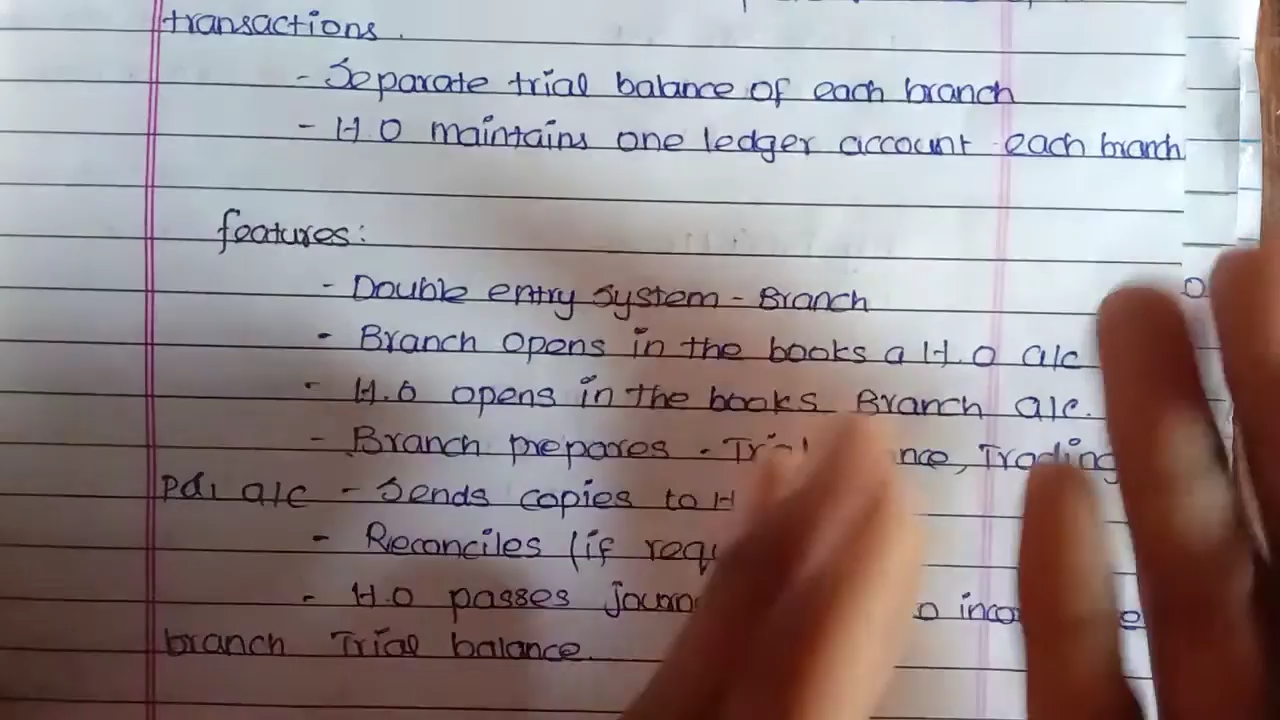 transactions.
- Separate trial balance of each branch
- H.O maintains one ledger account each branch
features:
- Double entry system - Branch
- Branch opens in the books a H.O a/c
- H.O opens in the books Branch a/c.
- Branch prepares - Trading
P&L a/c - Sends copies to
- Reconciles (if
- H.O passes
branch Trial balance.